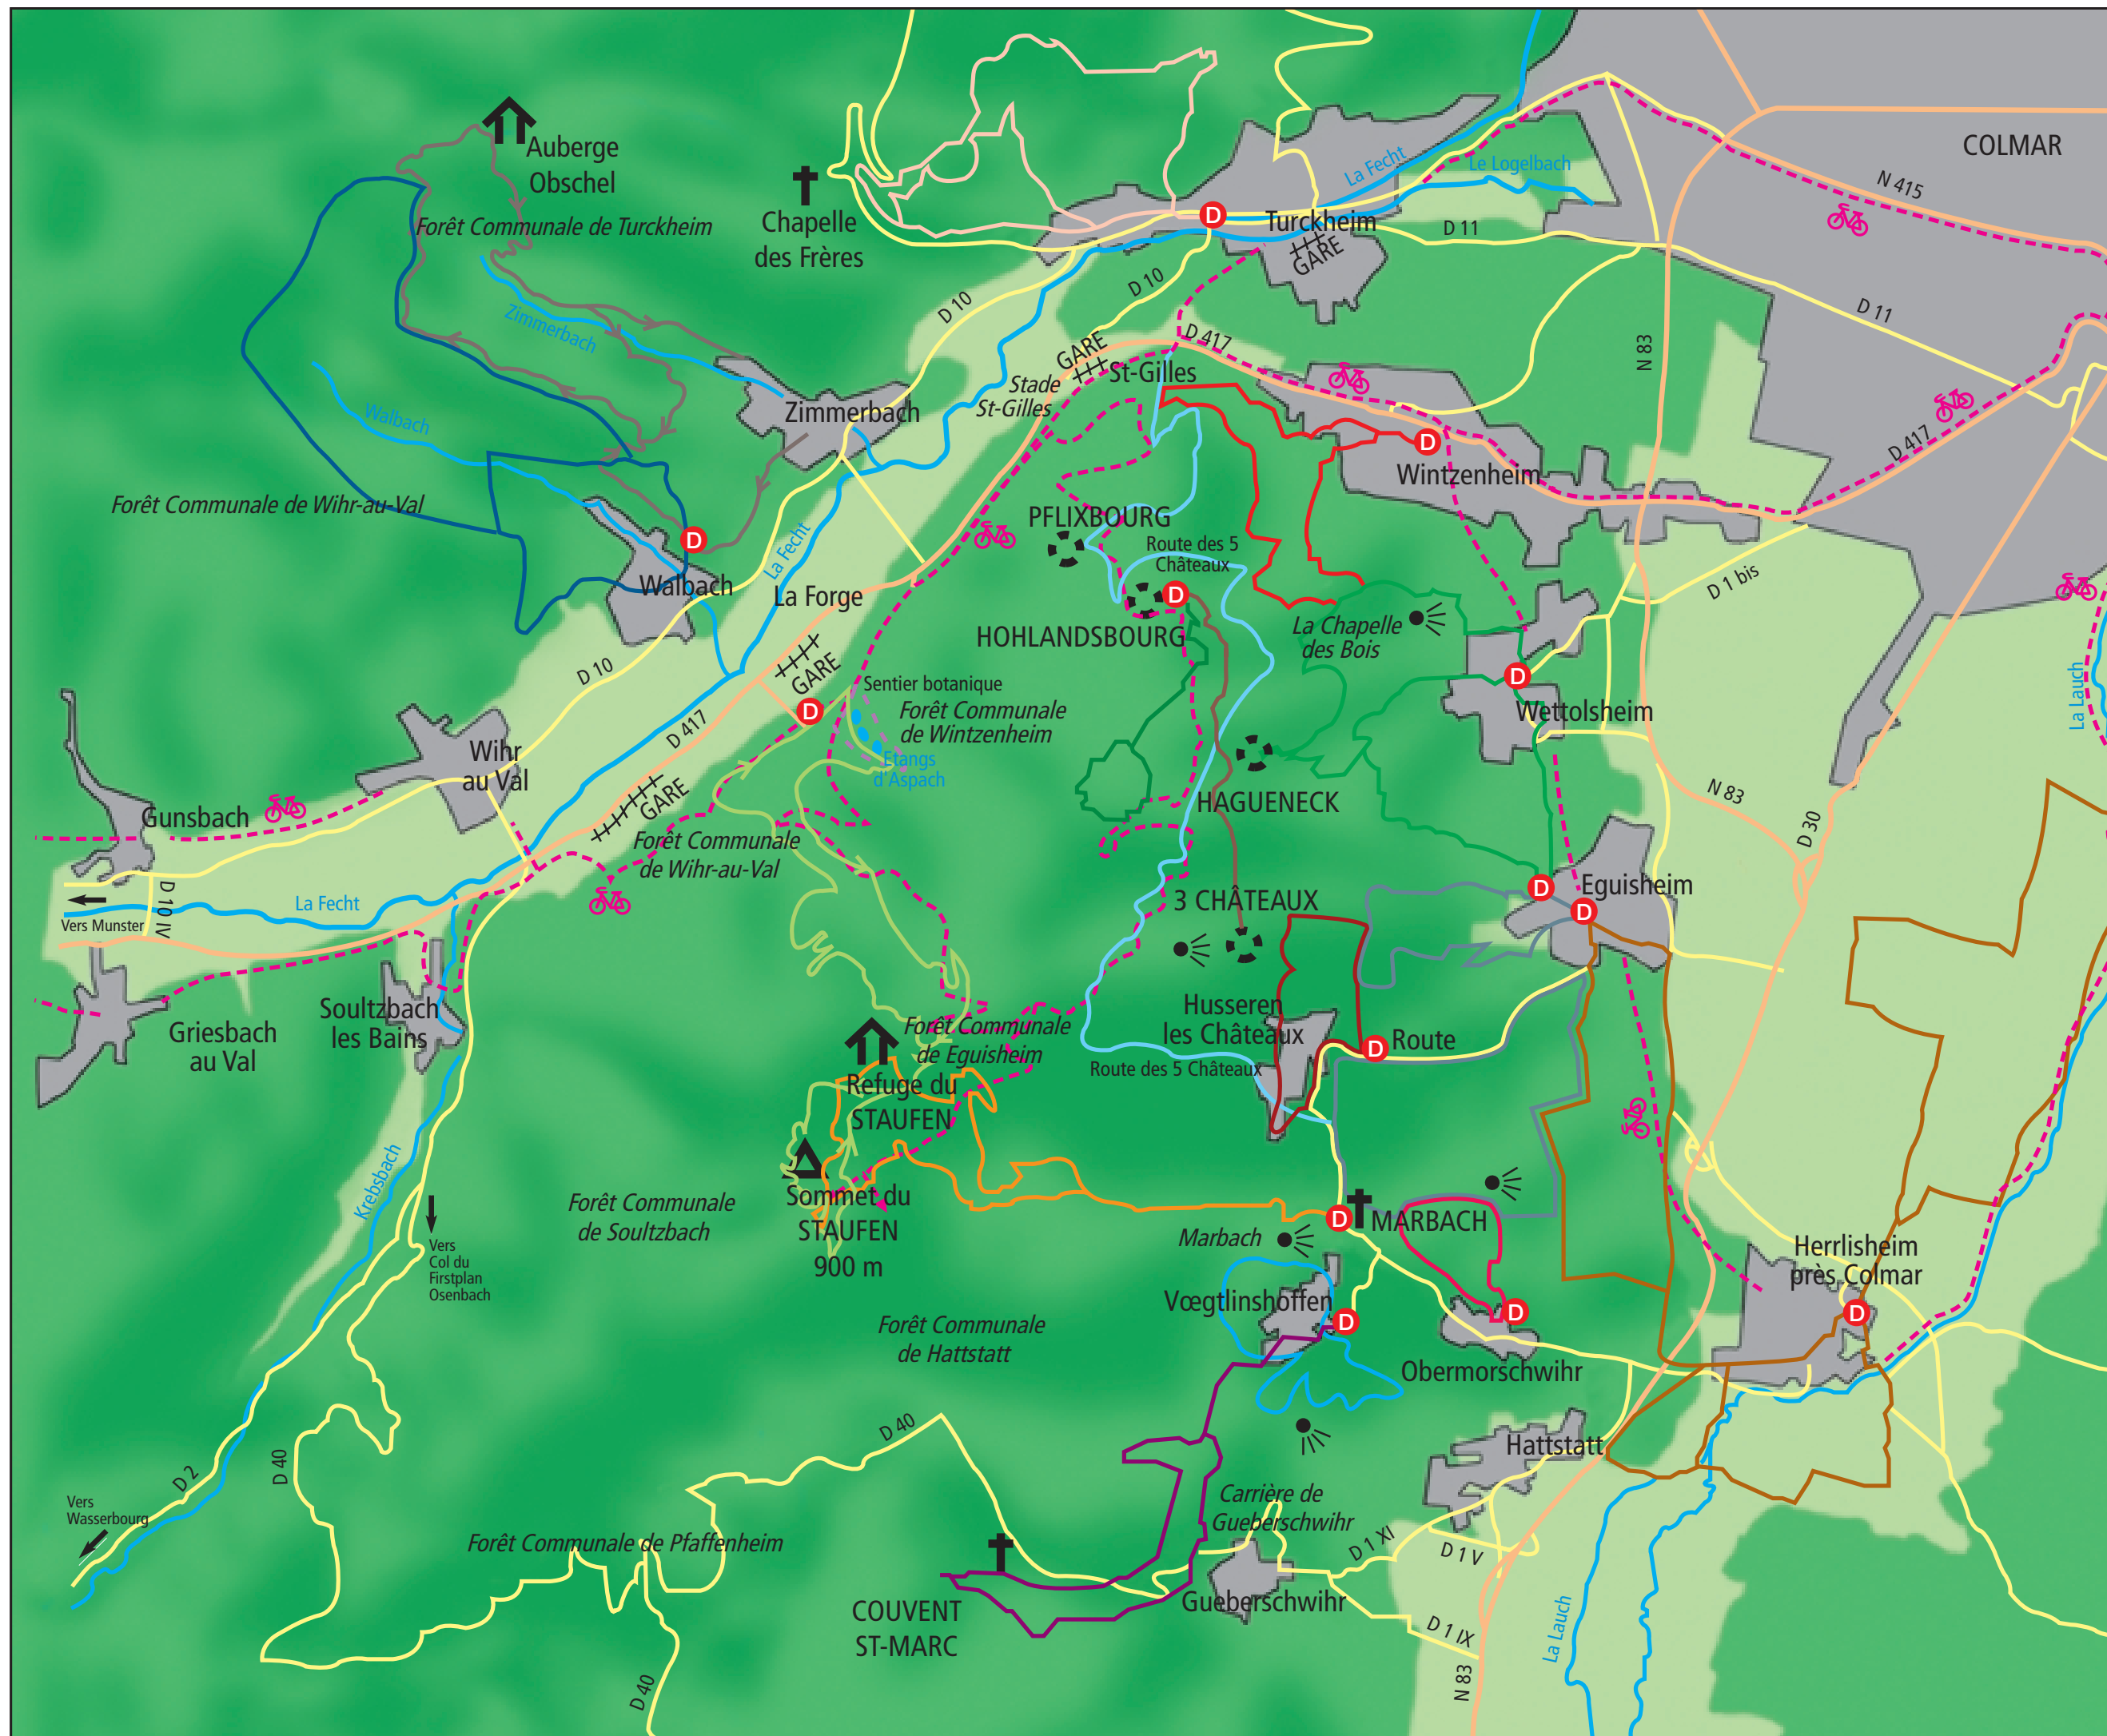 COLMAR
Auberge
Obschel
Forêt Communale de Turckheim
Chapelle
des Frères
La Fecht
Le Logelbach
N 415
Turckheim
GARE
D 11
D 11
D 10
D 10
Zimmerbach
Walbach
D 417
GARE
St-Gilles
Stade
St-Gilles
N 83
Zimmerbach
D
D
Wintzenheim
D 417
Forêt Communale de Wihr-au-Val
PFLIXBOURG
Route des 5
Châteaux
D
Walbach
La Fecht
La Forge
D
HOHLANDSBOURG
La Chapelle
des Bois
D 1 bis
D
Wettolsheim
GARE
D
Sentier botanique
Forêt Communale
de Wintzenheim
Etangs
d'Aspach
La Lauch
D 10
D 417
Wihr
au Val
GARE
Gunsbach
HAGUENECK
N 83
D 30
Forêt Communale
de Wihr-au-Val
D 10 IV
La Fecht
Vers Munster
3 CHÂTEAUX
D
D
Eguisheim
Griesbach
au Val
Soultzbach
les Bains
Husseren
les Châteaux
D
Route
Forêt Communale
de Eguisheim
Route des 5 Châteaux
Refuge du
STAUFEN
Krebsbach
Vers
Col du
Firstplan
Osenbach
Forêt Communale
de Soultzbach
Sommet du
STAUFEN
900 m
D
MARBACH
Marbach
Herrlisheim
près Colmar
D
Vœgtlinshoffen
D
D
Obermorschwihr
Forêt Communale
de Hattstatt
D 40
D 40
D 2
Hattstatt
Vers
Wasserbourg
Forêt Communale de Pfaffenheim
Carrière de
Gueberschwihr
D 1 XI
D 1 V
COUVENT
ST-MARC
Gueberschwihr
D 1 IX
La Lauch
N 83
D 40